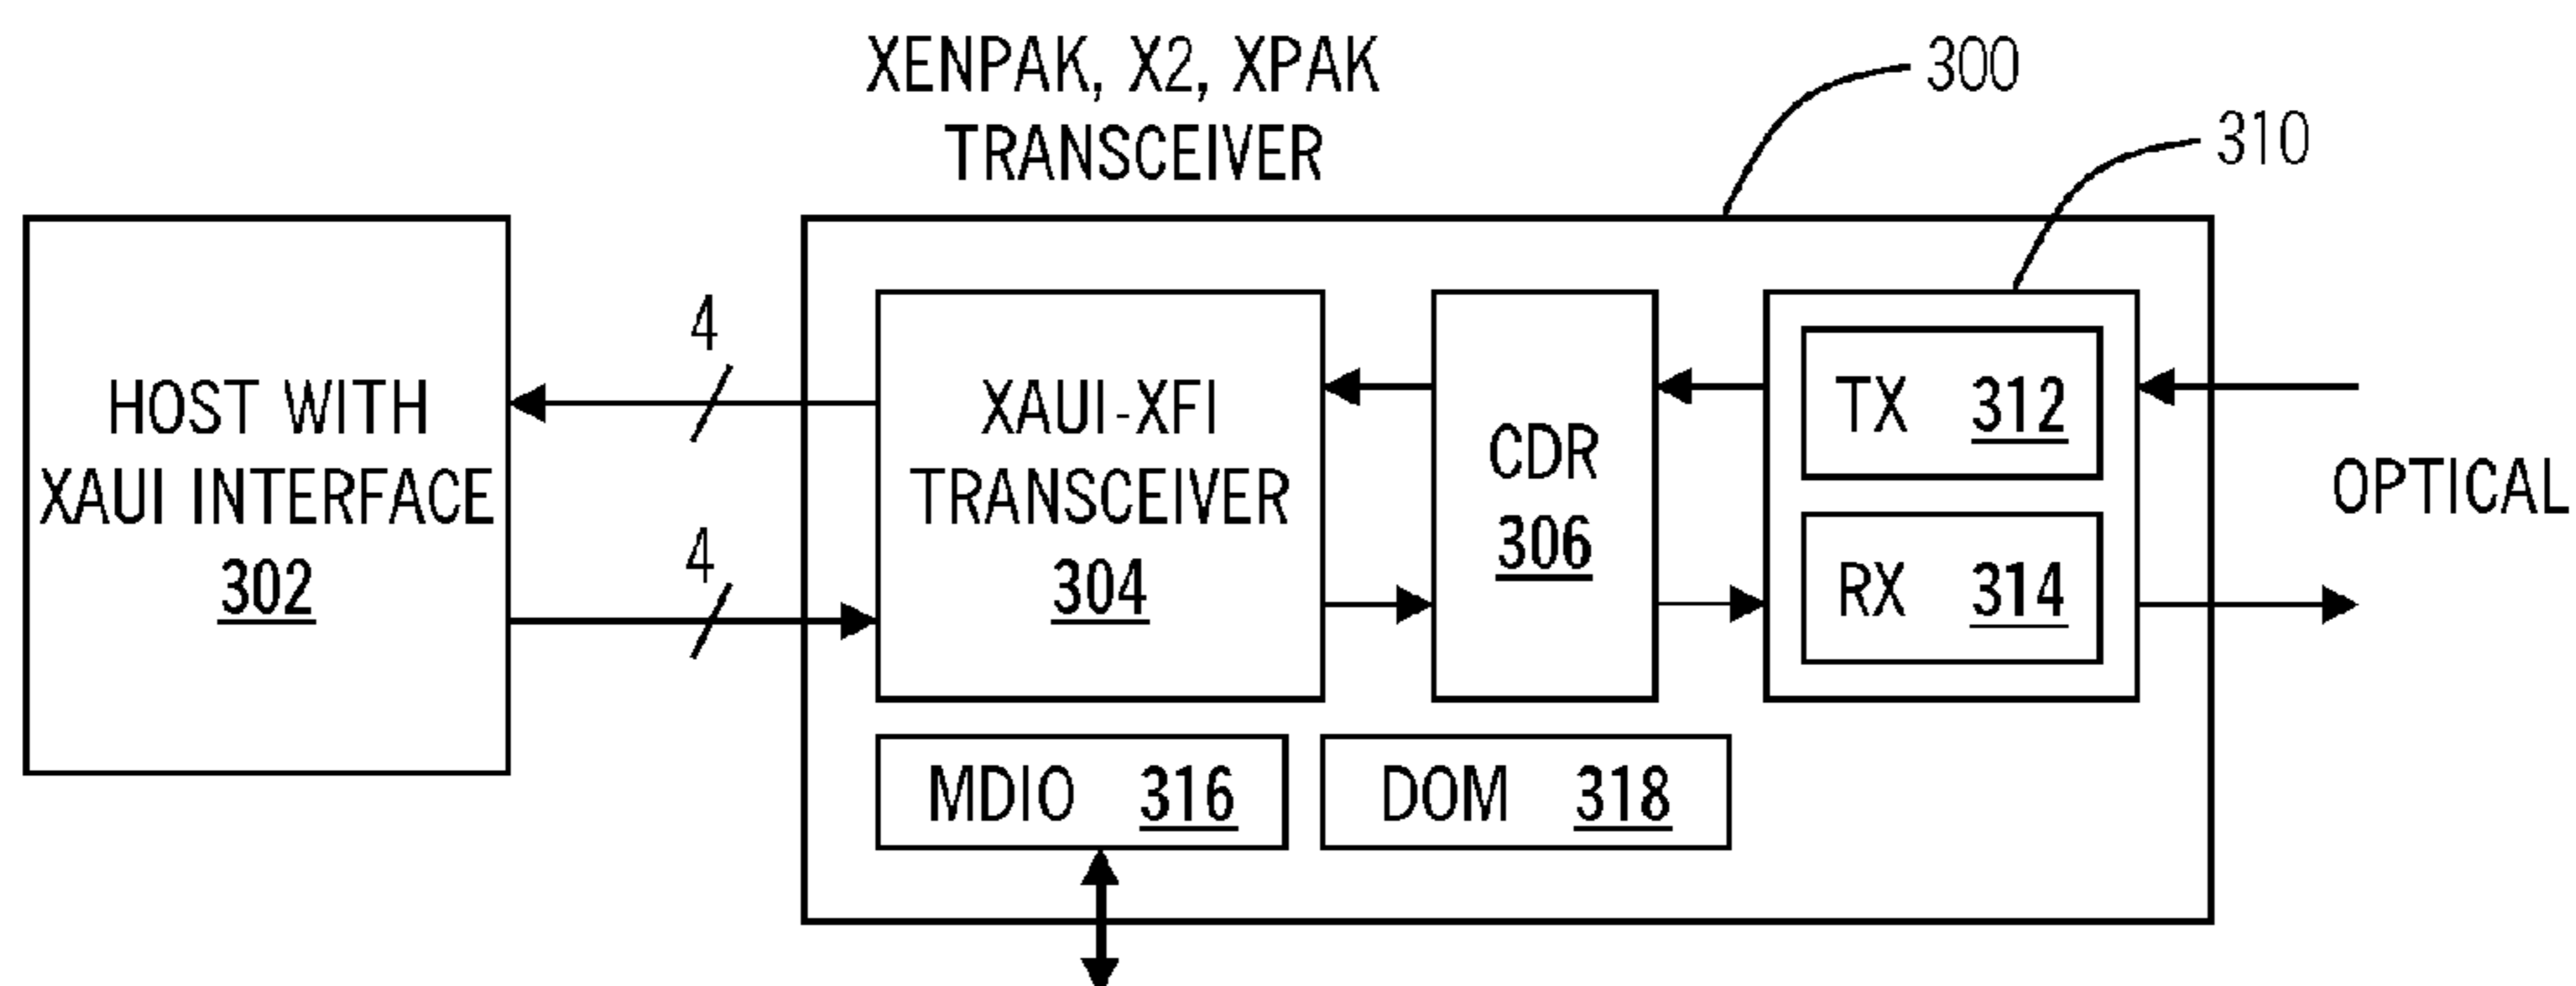 XENPAK, X2, XPAK
TRANSCEIVER
300
310
HOST WITH
XAUI INTERFACE
302
4
4
XAUI-XFI
TRANSCEIVER
304
CDR
306
TX 312
RX 314
OPTICAL
MDIO 316
DOM 318